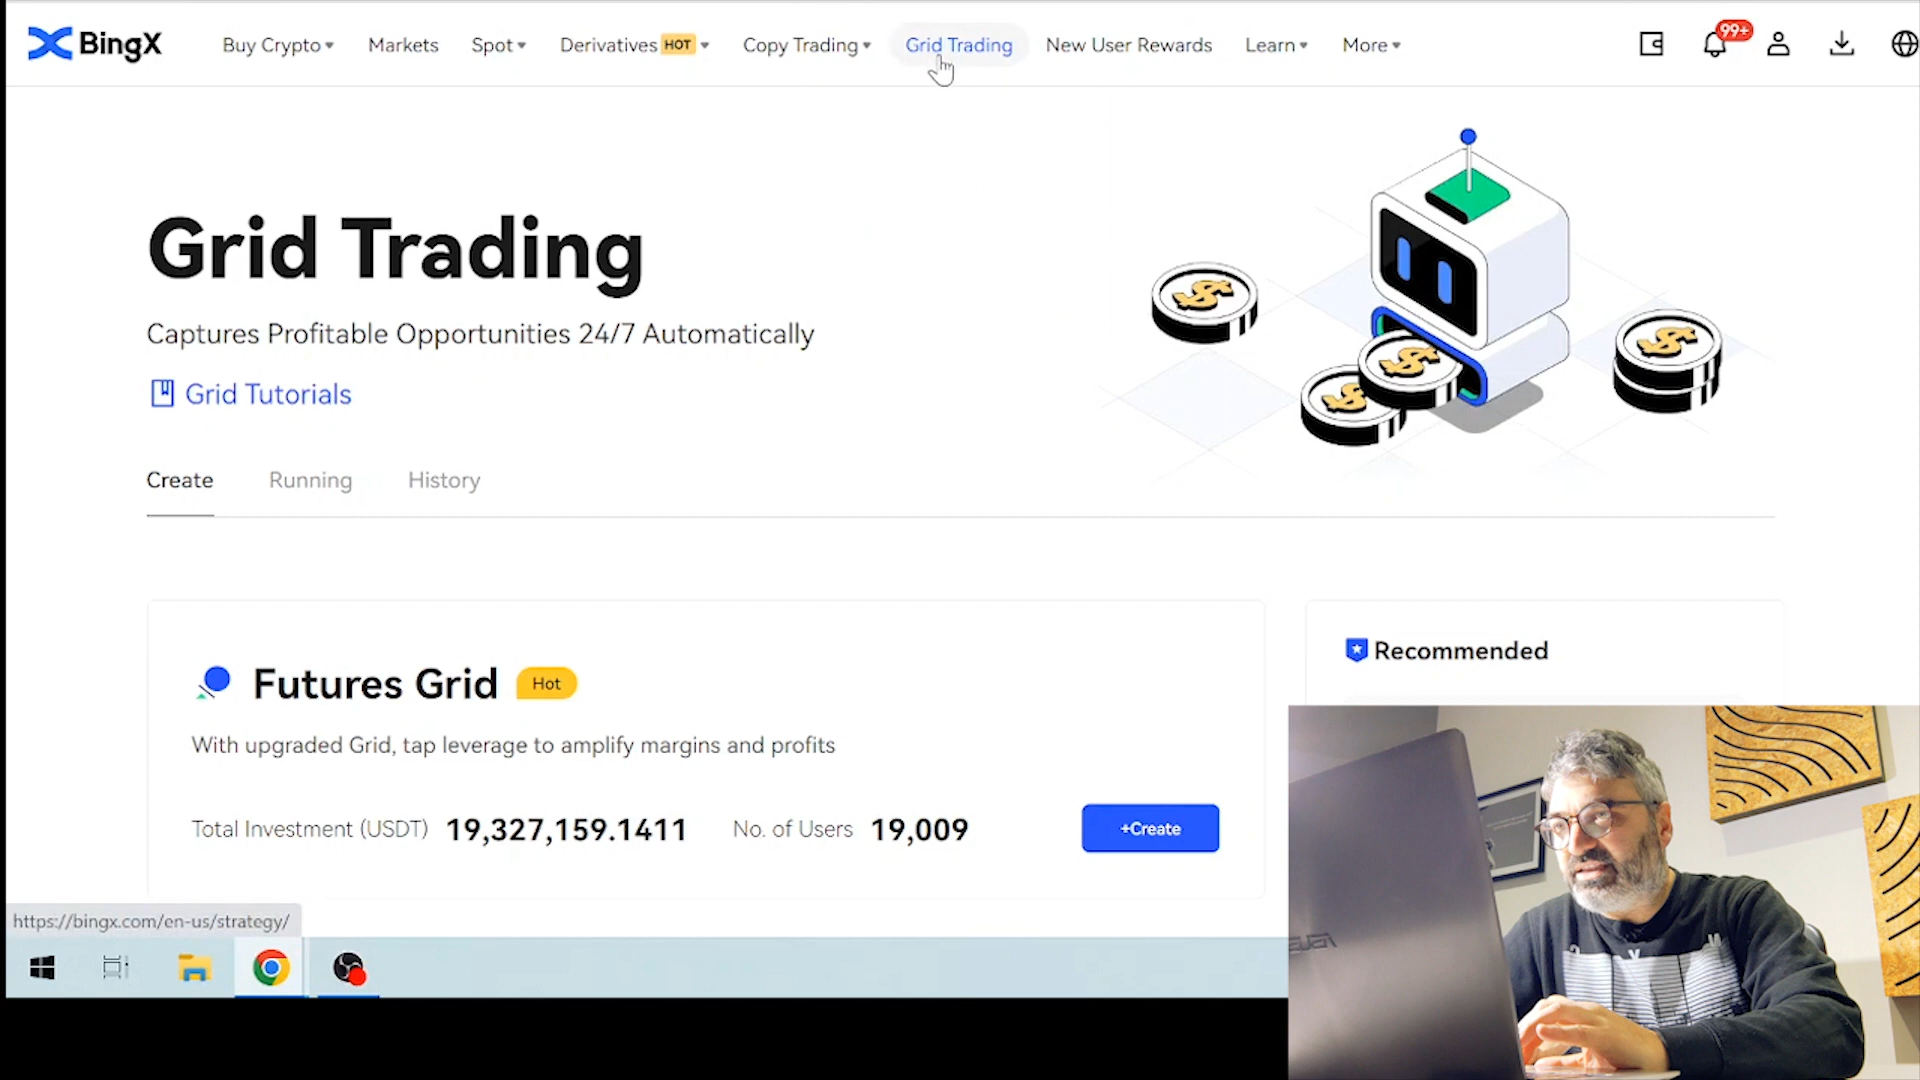 BingX
Buy Crypto
Markets
Spot
Derivatives HOT
Copy Trading
Grid Trading
New User Rewards
Learn
More
99+
Grid Trading
Captures Profitable Opportunities 24/7 Automatically
Grid Tutorials
Create
Running
History
Futures Grid
Hot
With upgraded Grid, tap leverage to amplify margins and profits
Total Investment (USDT) 19,327,159.1411
No. of Users 19,009
+Create
Recommended
https://bingx.com/en-us/strategy/